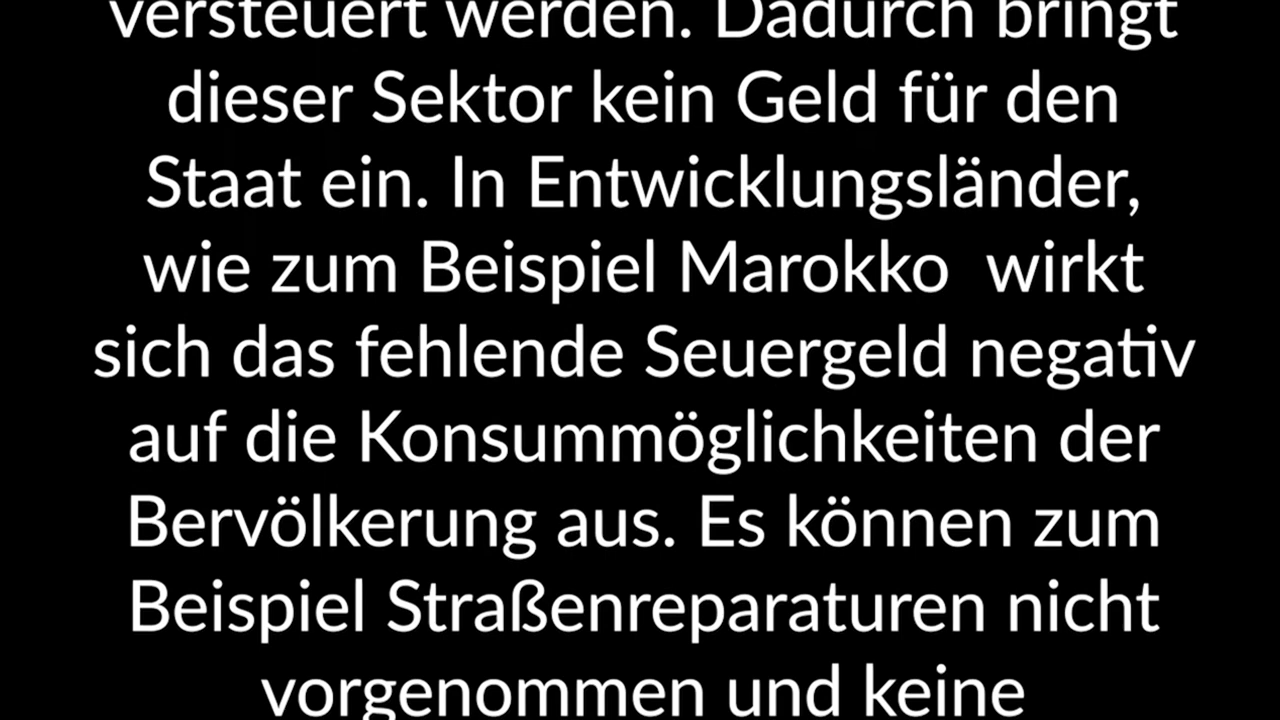 versteuert werden. Dadurch bringt
dieser Sektor kein Geld für den
Staat ein. In Entwicklungsländer,
wie zum Beispiel Marokko  wirkt
sich das fehlende Seuergeld negativ
auf die Konsummöglichkeiten der
Bervölkerung aus. Es können zum
Beispiel Straßenreparaturen nicht
vorgenommen und keine